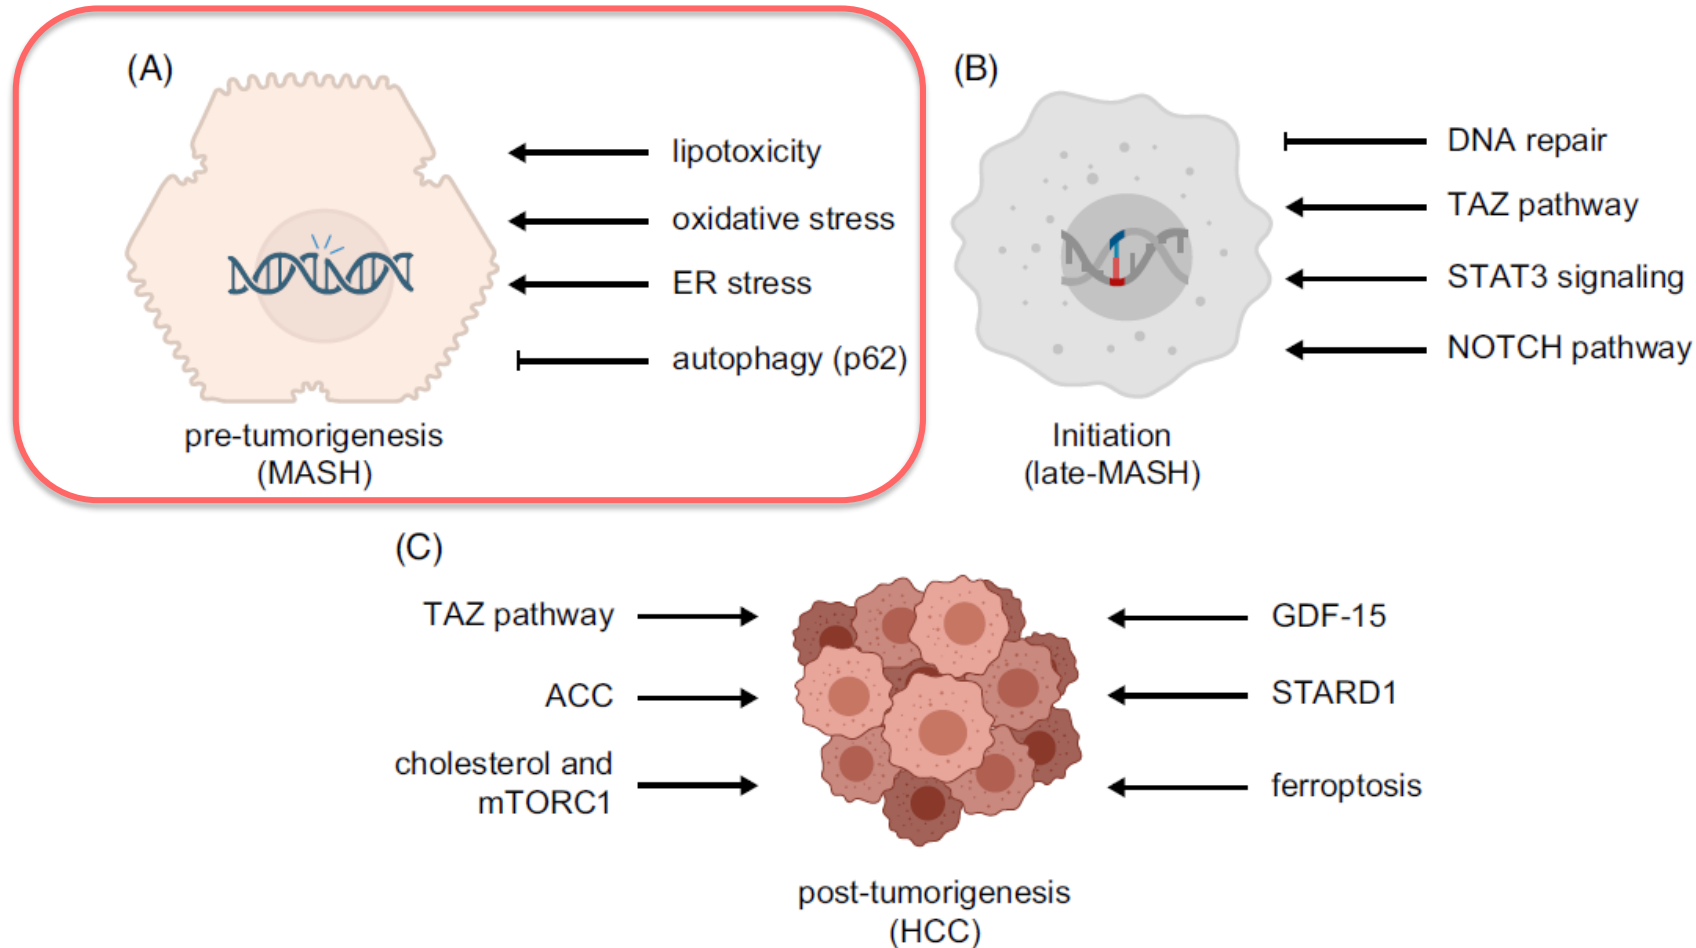 (A)
lipotoxicity
oxidative stress
ER stress
autophagy (p62)
pre-tumorigenesis
(MASH)
(B)
DNA repair
TAZ pathway
STAT3 signaling
NOTCH pathway
Initiation
(late-MASH)
(C)
TAZ pathway
ACC
cholesterol and
mTORC1
GDF-15
STARD1
ferroptosis
post-tumorigenesis
(HCC)